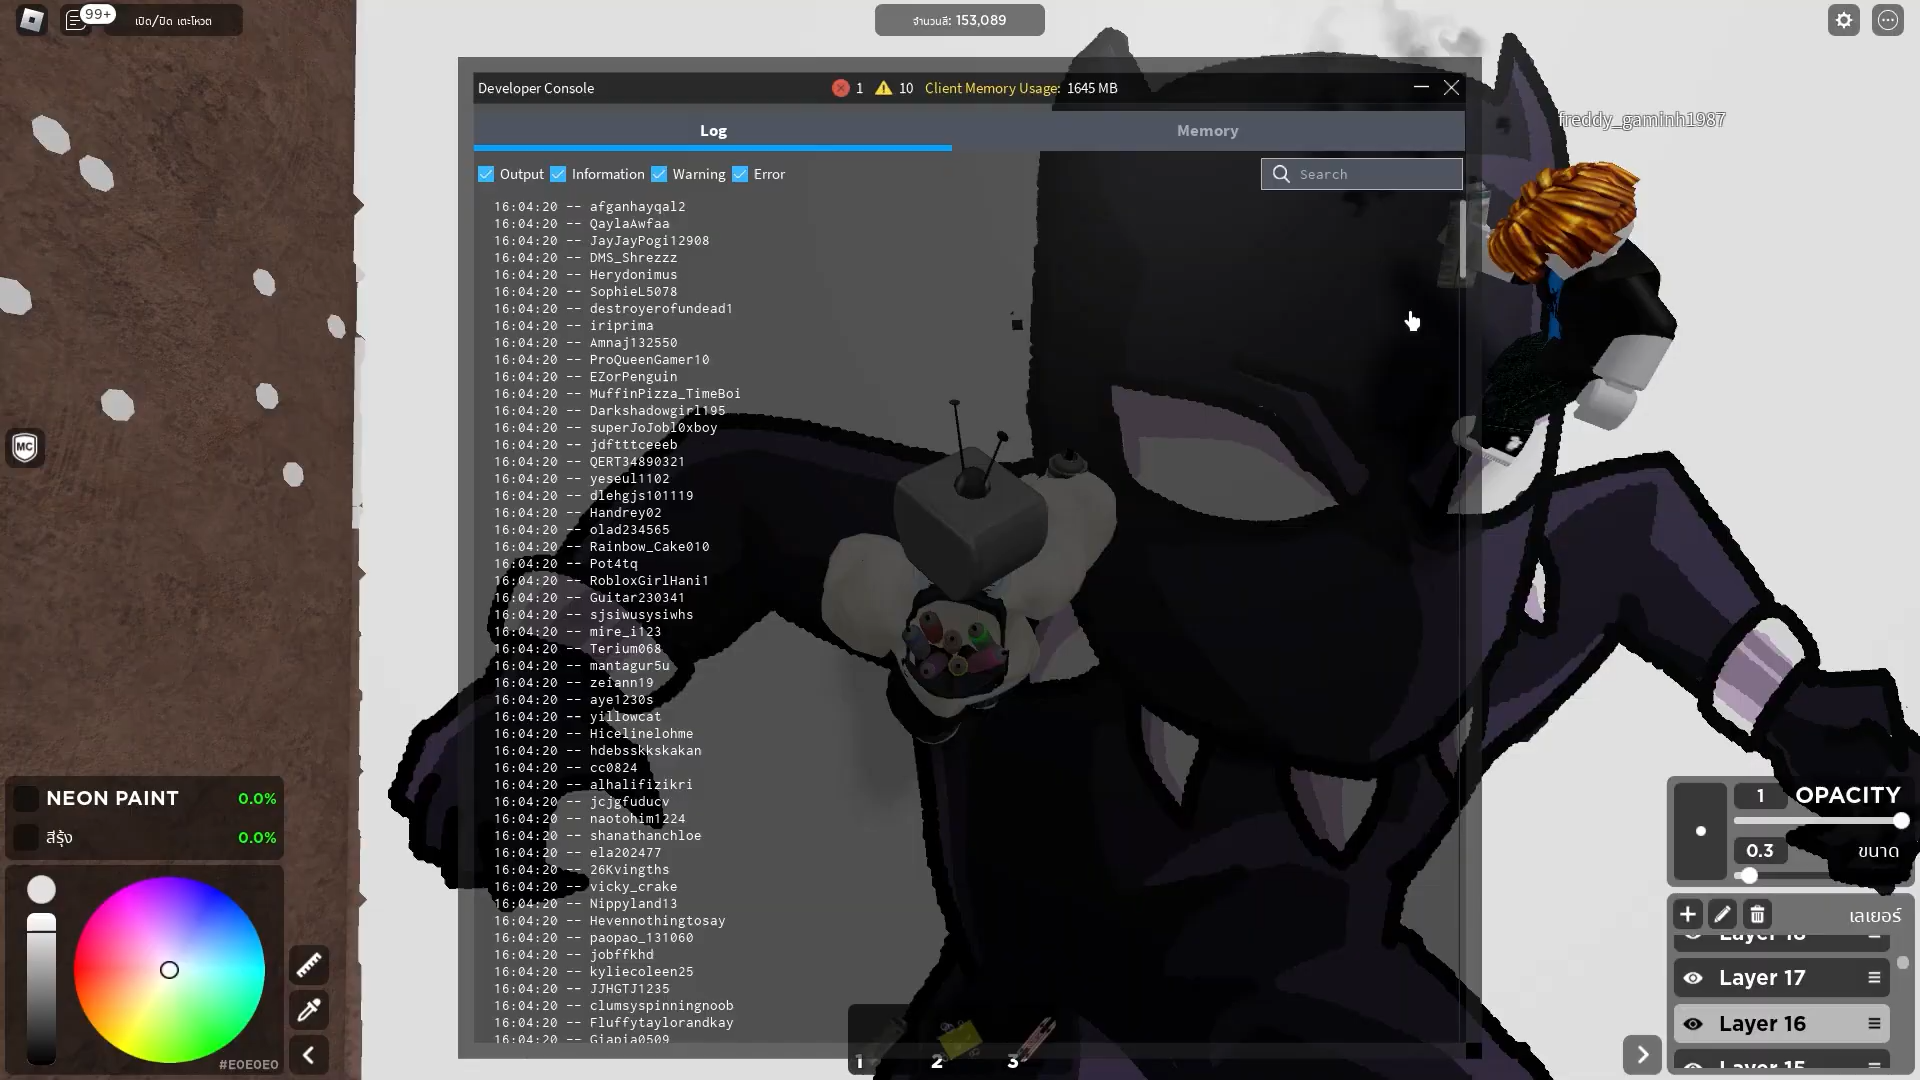 99+
เปิด/ปิด เตะโหวต
จำนวนสี: 153,089
Developer Console
1
10
Client Memory Usage: 1645 MB
Log
Memory
freddy_gaminh1987
Output
Information
Warning
Error
Search
16:04:20 -- afganhayqal2
16:04:20 -- QaylaAwfaa
16:04:20 -- JayJayPogi12908
16:04:20 -- DMS_Shrezzz
16:04:20 -- Herydonimus
16:04:20 -- SophieL5078
16:04:20 -- destroyerofundead1
16:04:20 -- iriprima
16:04:20 -- Amnaj132550
16:04:20 -- ProQueenGamer10
16:04:20 -- EZorPenguin
16:04:20 -- MuffinPizza_TimeBoi
16:04:20 -- Darkshadowgirl195
16:04:20 -- superJoJobl0xboy
16:04:20 -- jdftttceeeb
16:04:20 -- QERT34890321
16:04:20 -- yeseul1102
16:04:20 -- dlehgjs101119
16:04:20 -- Handrey02
16:04:20 -- olad234565
16:04:20 -- Rainbow_Cake010
16:04:20 -- Pot4tq
16:04:20 -- RobloxGirlHani1
16:04:20 -- Guitar230341
16:04:20 -- sjsiwusysiwhs
16:04:20 -- mire_i123
16:04:20 -- Terium068
16:04:20 -- mantagur5u
16:04:20 -- zeiann19
16:04:20 -- aye1230s
16:04:20 -- yillowcat
16:04:20 -- Hicelinelohme
16:04:20 -- hdebsskkskakan
16:04:20 -- cc0824
16:04:20 -- alhalifizikri
16:04:20 -- jcjgfuducv
16:04:20 -- naotohim1224
16:04:20 -- shanathanchloe
16:04:20 -- ela202477
16:04:20 -- 26Kvingths
16:04:20 -- vicky_crake
16:04:20 -- Nippyland13
16:04:20 -- Hevennothingtosay
16:04:20 -- paopao_131060
16:04:20 -- jobffkhd
16:04:20 -- kyliecoleen25
16:04:20 -- JJHGTJ1235
16:04:20 -- clumsyspinningnoob
16:04:20 -- Fluffytaylorandkay
16:04:20 -- Giapia0509
MC
NEON PAINT 0.0%
สีรุ้ง 0.0%
#E0E0E0
1
2
3
1 OPACITY
0.3 ขนาด
เลเยอร์
Layer 18
Layer 17
Layer 16
Layer 15